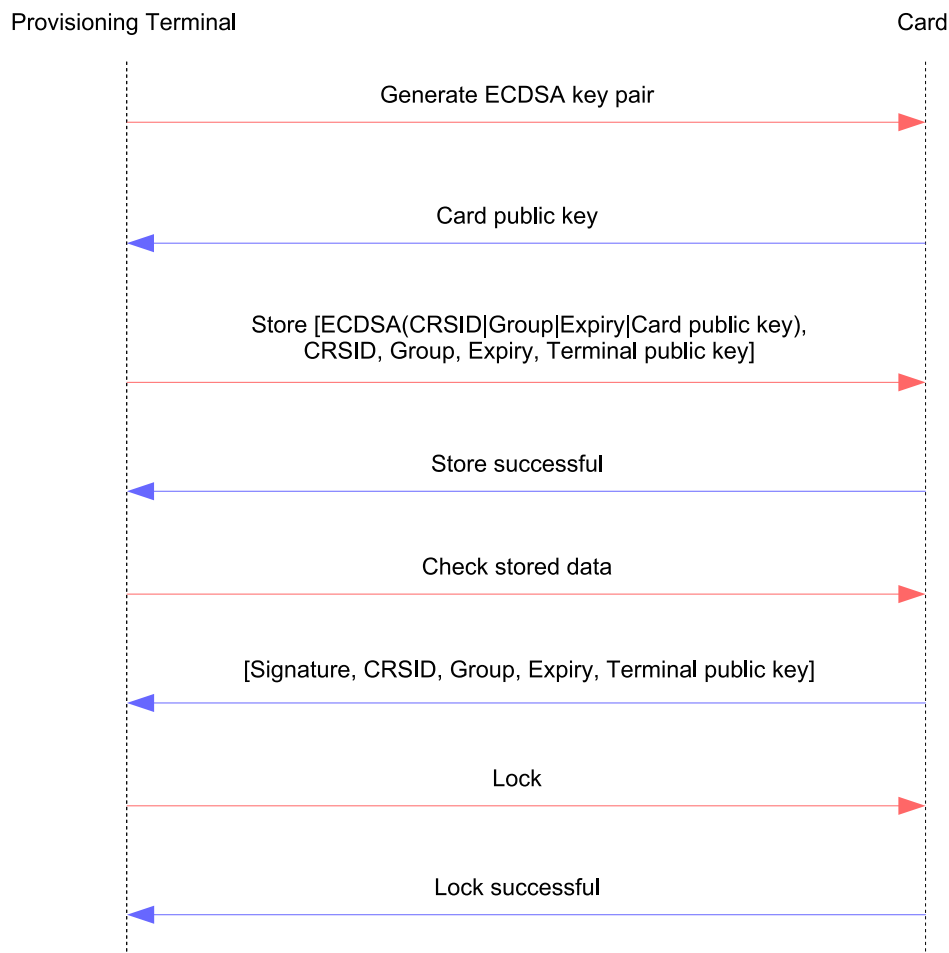 Provisioning Terminal
Card
Generate ECDSA key pair
Card public key
Store [ECDSA(CRSID|Group|Expiry|Card public key),
CRSID, Group, Expiry, Terminal public key]
Store successful
Check stored data
[Signature, CRSID, Group, Expiry, Terminal public key]
Lock
Lock successful